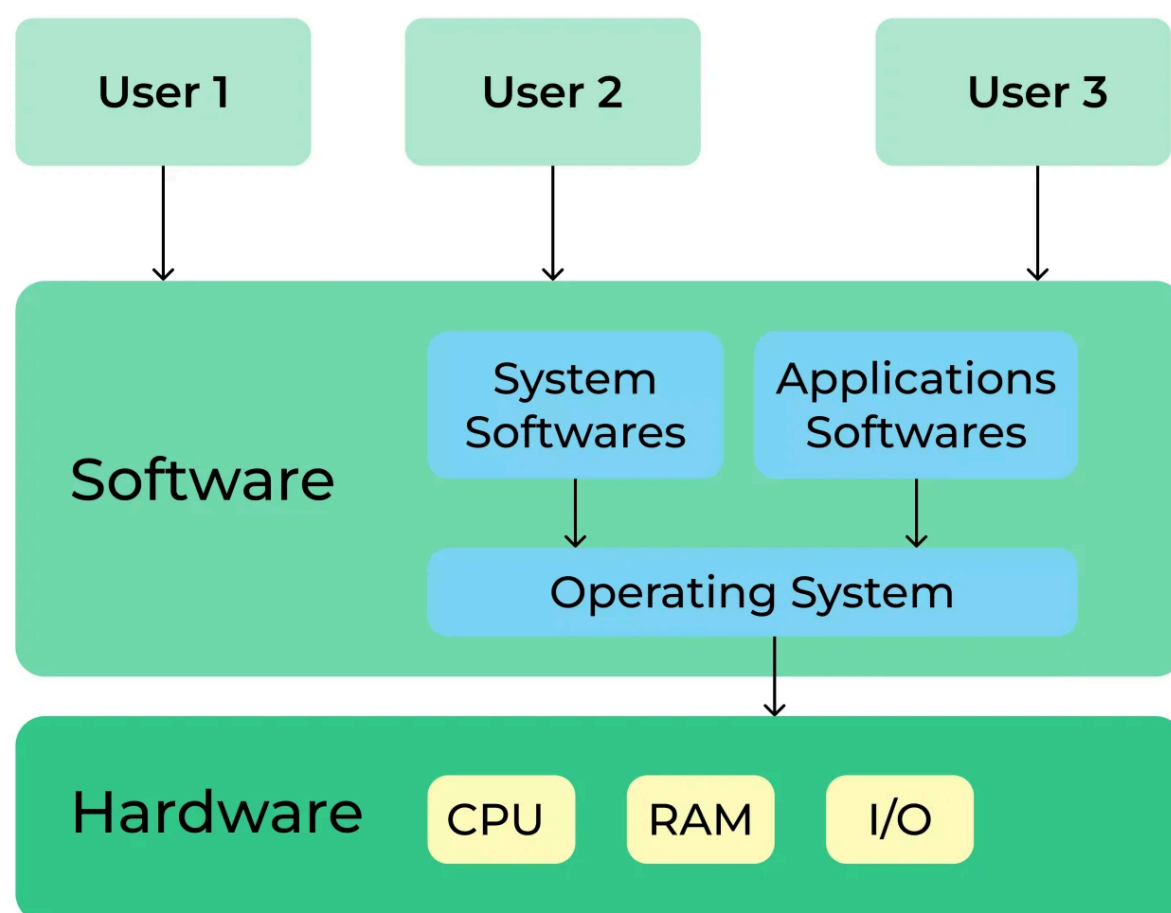 User 1
User 2
User 3
System
Softwares
Applications
Softwares
Software
Operating System
Hardware
CPU
RAM
I/O